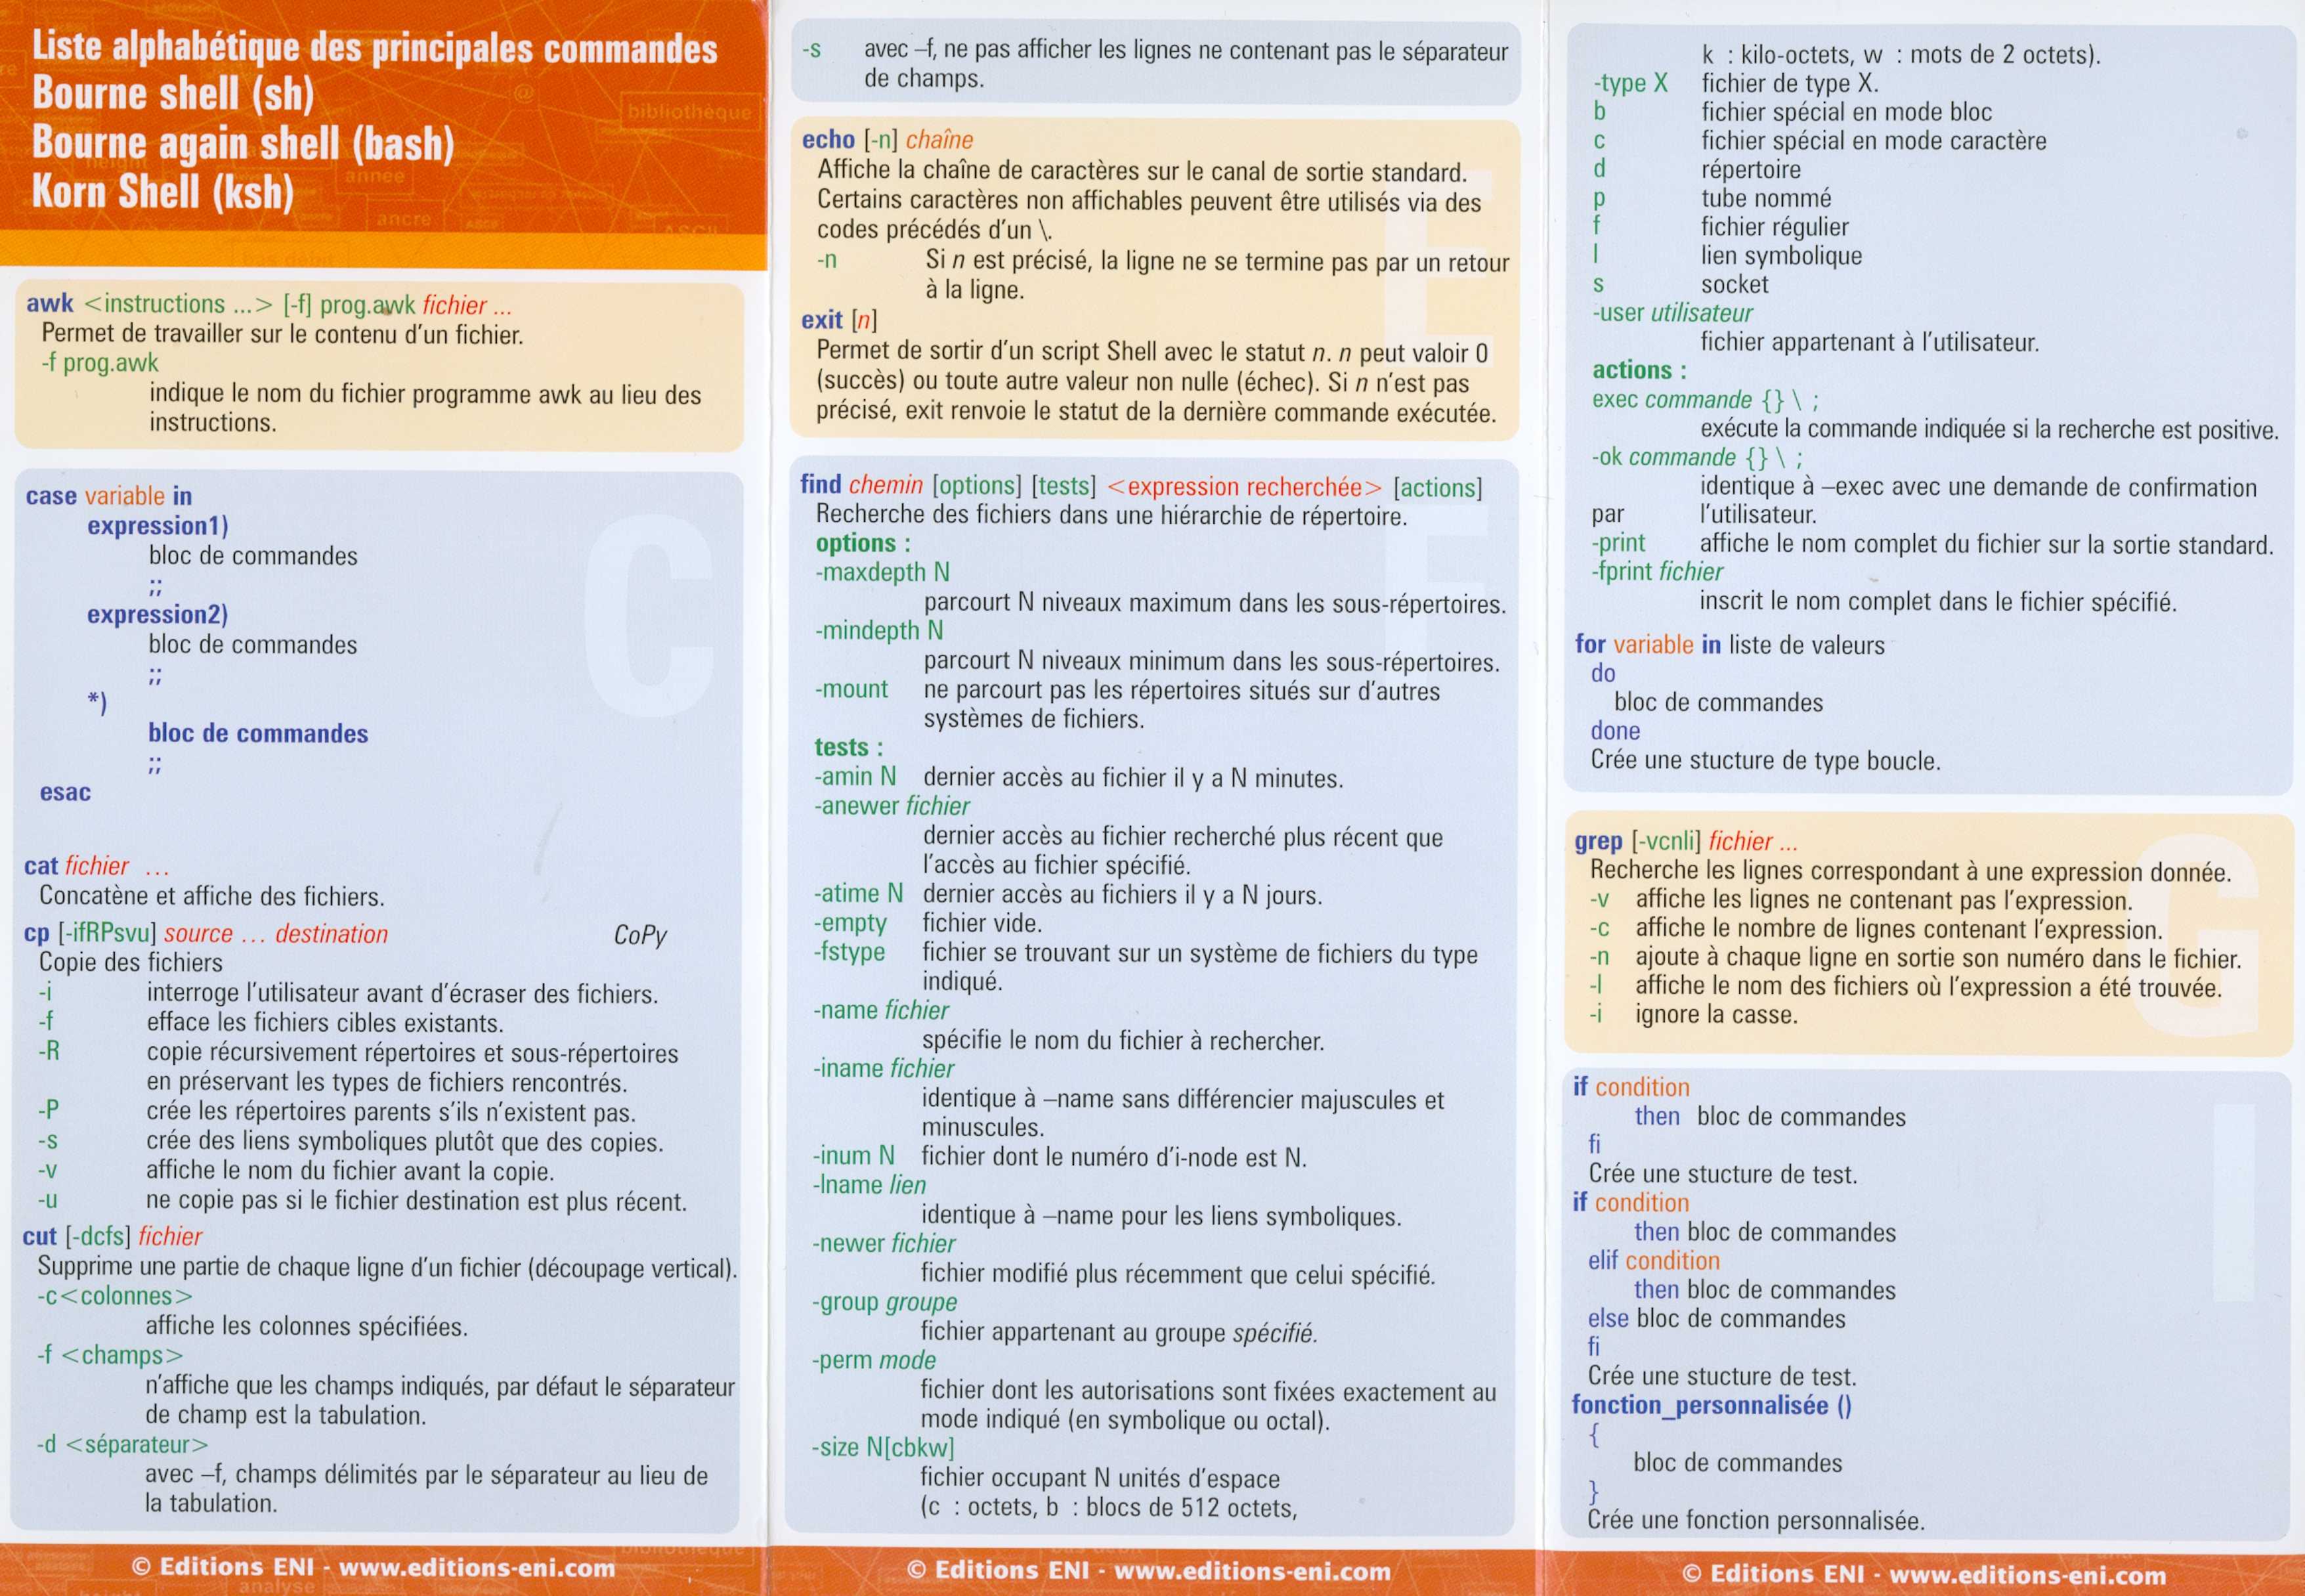 Liste alphabétique des principales commandes
Bourne shell (sh)
Bourne again shell (bash)
Korn Shell (ksh)
awk <instructions ...> [-f] prog.awk fichier ...
Permet de travailler sur le contenu d'un fichier.
-f prog.awk
indique le nom du fichier programme awk au lieu des
instructions.
C
case variable in
expression1)
bloc de commandes
;;
expression2)
bloc de commandes
;;
*)
bloc de commandes
;;
esac
cat fichier ...
Concatène et affiche des fichiers.
cp [-ifRPsvu] source ... destination CoPy
Copie des fichiers
-i interroge l'utilisateur avant d'écraser des fichiers.
-f efface les fichiers cibles existants.
-R copie récursivement répertoires et sous-répertoires
en préservant les types de fichiers rencontrés.
-P crée les répertoires parents s'ils n'existent pas.
-s crée des liens symboliques plutôt que des copies.
-v affiche le nom du fichier avant la copie.
-u ne copie pas si le fichier destination est plus récent.
cut [-dcfs] fichier
Supprime une partie de chaque ligne d'un fichier (découpage vertical).
-c<colonnes>
affiche les colonnes spécifiées.
-f <champs>
n'affiche que les champs indiqués, par défaut le séparateur
de champ est la tabulation.
-d <séparateur>
avec –f, champs délimités par le séparateur au lieu de
la tabulation.
© Editions ENI - www.editions-eni.com
-s avec –f, ne pas afficher les lignes ne contenant pas le séparateur
de champs.
E
echo [-n] chaîne
Affiche la chaîne de caractères sur le canal de sortie standard.
Certains caractères non affichables peuvent être utilisés via des
codes précédés d'un \.
-n Si n est précisé, la ligne ne se termine pas par un retour
à la ligne.
exit [n]
Permet de sortir d'un script Shell avec le statut n. n peut valoir 0
(succès) ou toute autre valeur non nulle (échec). Si n n'est pas
précisé, exit renvoie le statut de la dernière commande exécutée.
F
find chemin [options] [tests] <expression recherchée> [actions]
Recherche des fichiers dans une hiérarchie de répertoire.
options :
-maxdepth N
parcourt N niveaux maximum dans les sous-répertoires.
-mindepth N
parcourt N niveaux minimum dans les sous-répertoires.
-mount ne parcourt pas les répertoires situés sur d'autres
systèmes de fichiers.
tests :
-amin N dernier accès au fichier il y a N minutes.
-anewer fichier
dernier accès au fichier recherché plus récent que
l'accès au fichier spécifié.
-atime N dernier accès au fichiers il y a N jours.
-empty fichier vide.
-fstype fichier se trouvant sur un système de fichiers du type
indiqué.
-name fichier
spécifie le nom du fichier à rechercher.
-iname fichier
identique à –name sans différencier majuscules et
minuscules.
-inum N fichier dont le numéro d'i-node est N.
-lname lien
identique à –name pour les liens symboliques.
-newer fichier
fichier modifié plus récemment que celui spécifié.
-group groupe
fichier appartenant au groupe spécifié.
-perm mode
fichier dont les autorisations sont fixées exactement au
mode indiqué (en symbolique ou octal).
-size N[cbkw]
fichier occupant N unités d'espace
(c : octets, b : blocs de 512 octets,
© Editions ENI - www.editions-eni.com
k : kilo-octets, w : mots de 2 octets).
-type X fichier de type X.
b fichier spécial en mode bloc
c fichier spécial en mode caractère
d répertoire
p tube nommé
f fichier régulier
l lien symbolique
s socket
-user utilisateur
fichier appartenant à l'utilisateur.
actions :
exec commande {} \ ;
exécute la commande indiquée si la recherche est positive.
-ok commande {} \ ;
identique à –exec avec une demande de confirmation
par l'utilisateur.
-print affiche le nom complet du fichier sur la sortie standard.
-fprint fichier
inscrit le nom complet dans le fichier spécifié.
for variable in liste de valeurs
do
bloc de commandes
done
Crée une stucture de type boucle.
G
grep [-vcnli] fichier ...
Recherche les lignes correspondant à une expression donnée.
-v affiche les lignes ne contenant pas l'expression.
-c affiche le nombre de lignes contenant l'expression.
-n ajoute à chaque ligne en sortie son numéro dans le fichier.
-l affiche le nom des fichiers où l'expression a été trouvée.
-i ignore la casse.
I
if condition
then bloc de commandes
fi
Crée une stucture de test.
if condition
then bloc de commandes
elif condition
then bloc de commandes
else bloc de commandes
fi
Crée une stucture de test.
fonction_personnalisée ()
{
bloc de commandes
}
Crée une fonction personnalisée.
© Editions ENI - www.editions-eni.com